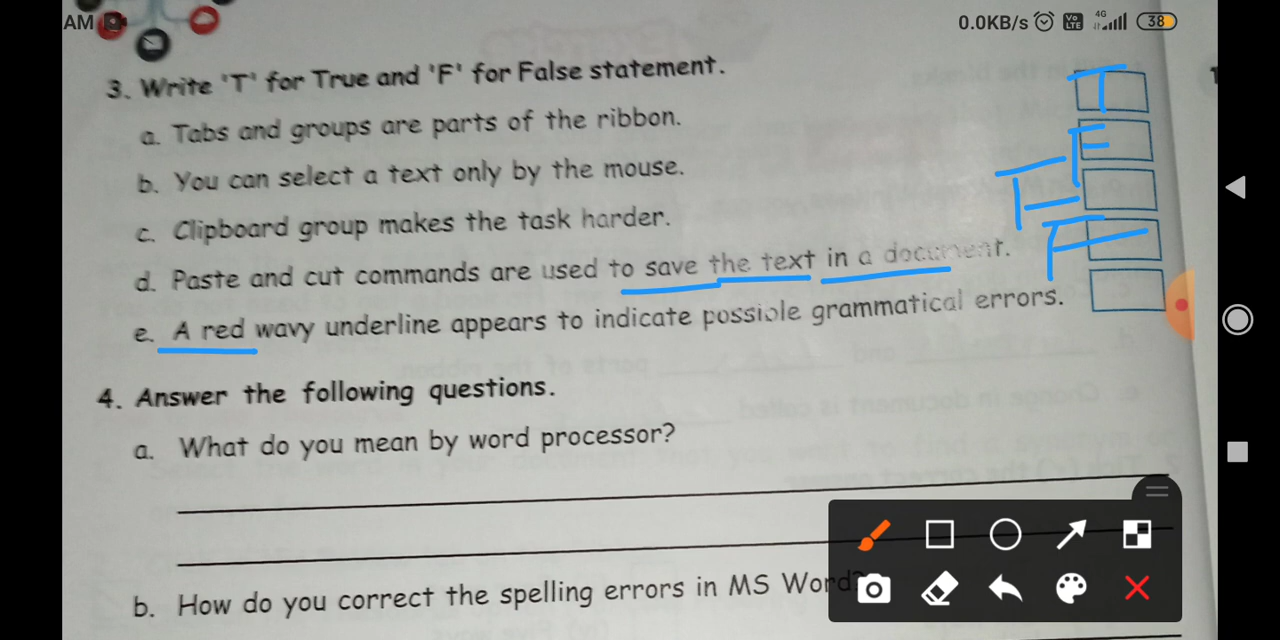 AM
0.0KB/s Vo LTE 4G 38
3. Write 'T' for True and 'F' for False statement.
T
a. Tabs and groups are parts of the ribbon.
F
b. You can select a text only by the mouse.
F
c. Clipboard group makes the task harder.
F
d. Paste and cut commands are used to save the text in a document.
e. A red wavy underline appears to indicate possible grammatical errors.
4. Answer the following questions.
a. What do you mean by word processor?
b. How do you correct the spelling errors in MS Word?